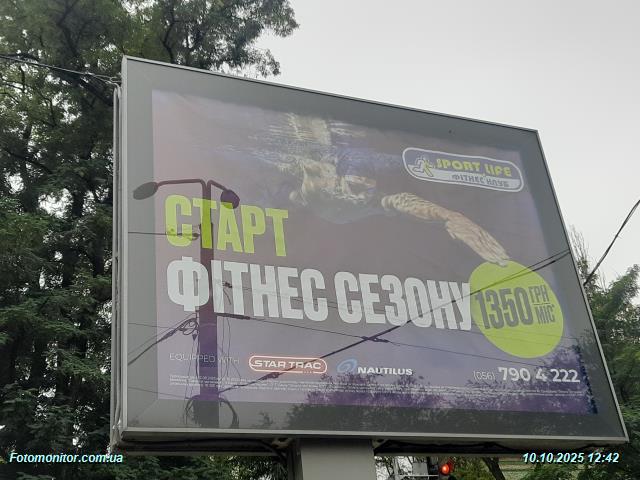 SPORT LIFE
ФІТНЕС КЛУБ
СТАРТ
ФІТНЕС СЕЗОНУ
1350 ГРН
МІС
EQUIPPED WITH
STAR TRAC
NAUTILUS
(056) 790 4 222
Fotomonitor.com.ua
10.10.2025 12:42